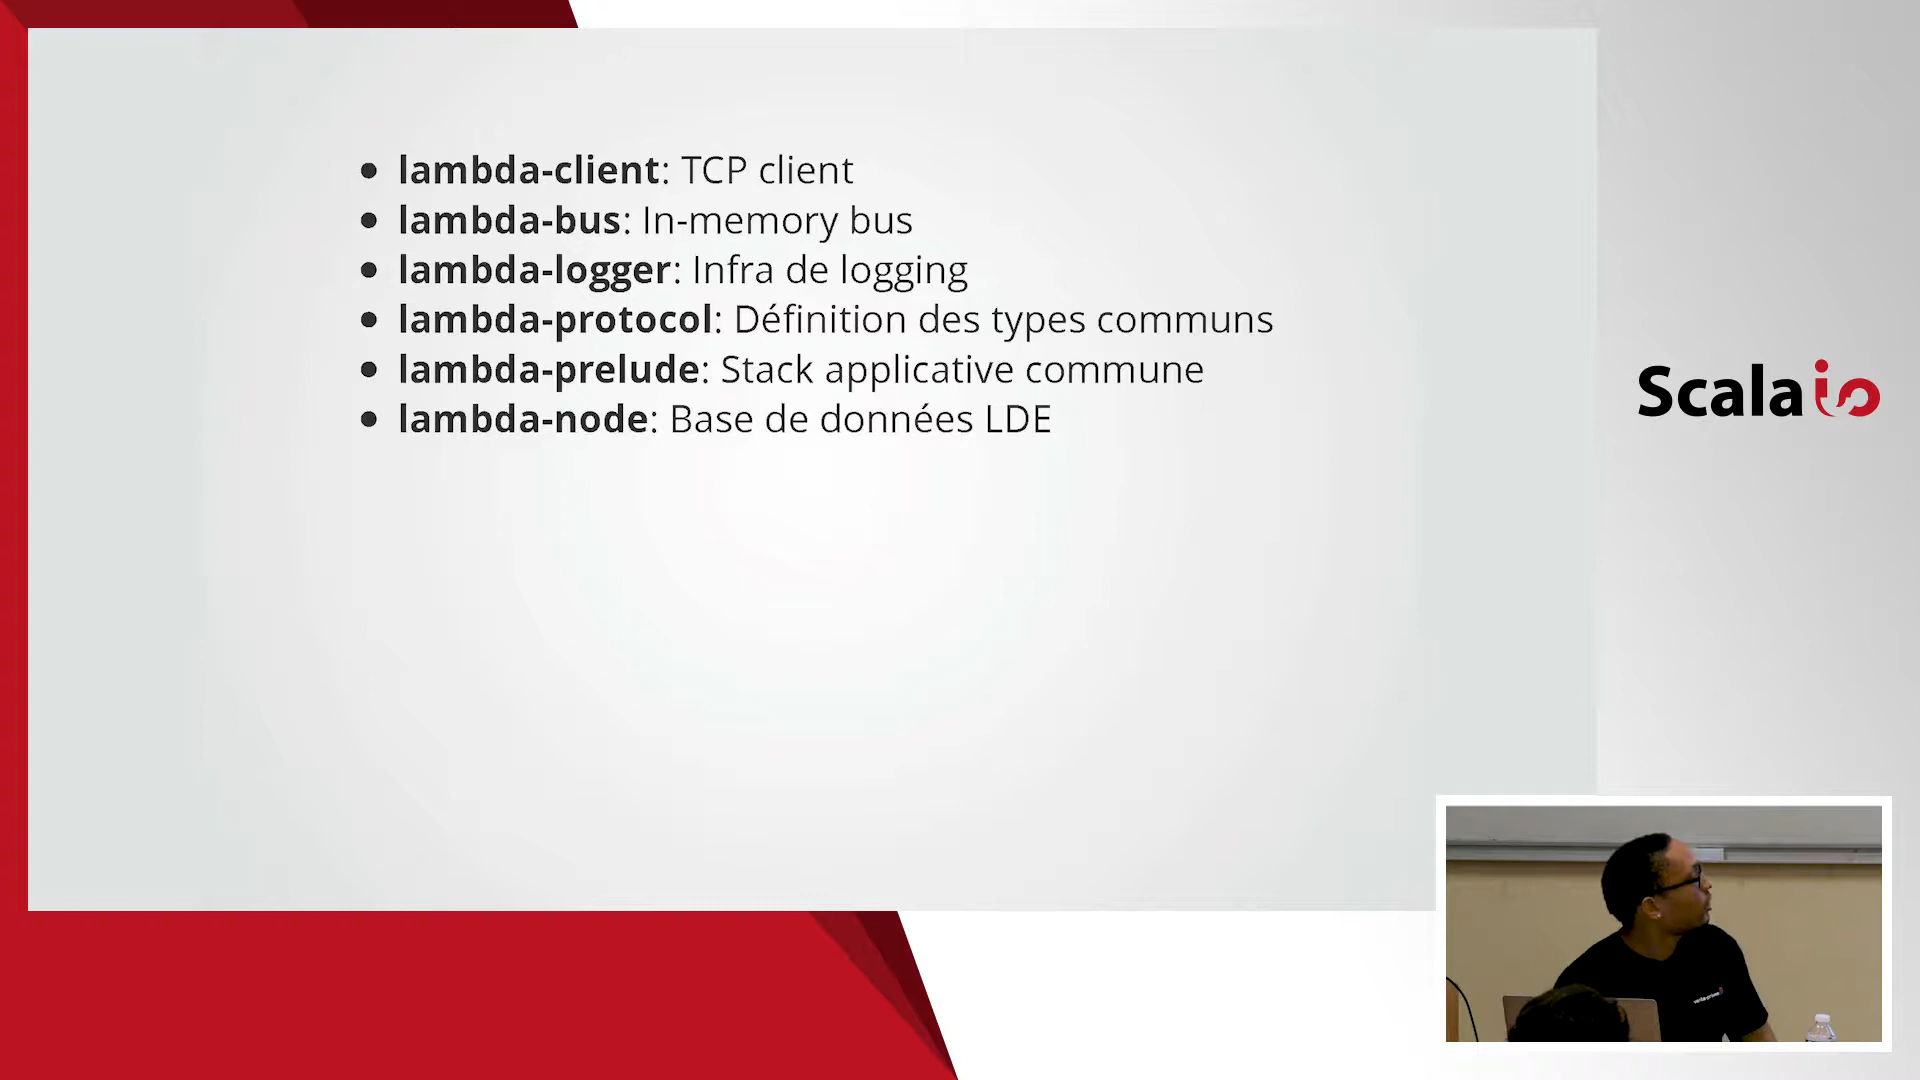 lambda-client: TCP client
lambda-bus: In-memory bus
lambda-logger: Infra de logging
lambda-protocol: Définition des types communs
lambda-prelude: Stack applicative commune
lambda-node: Base de données LDE
Scala io